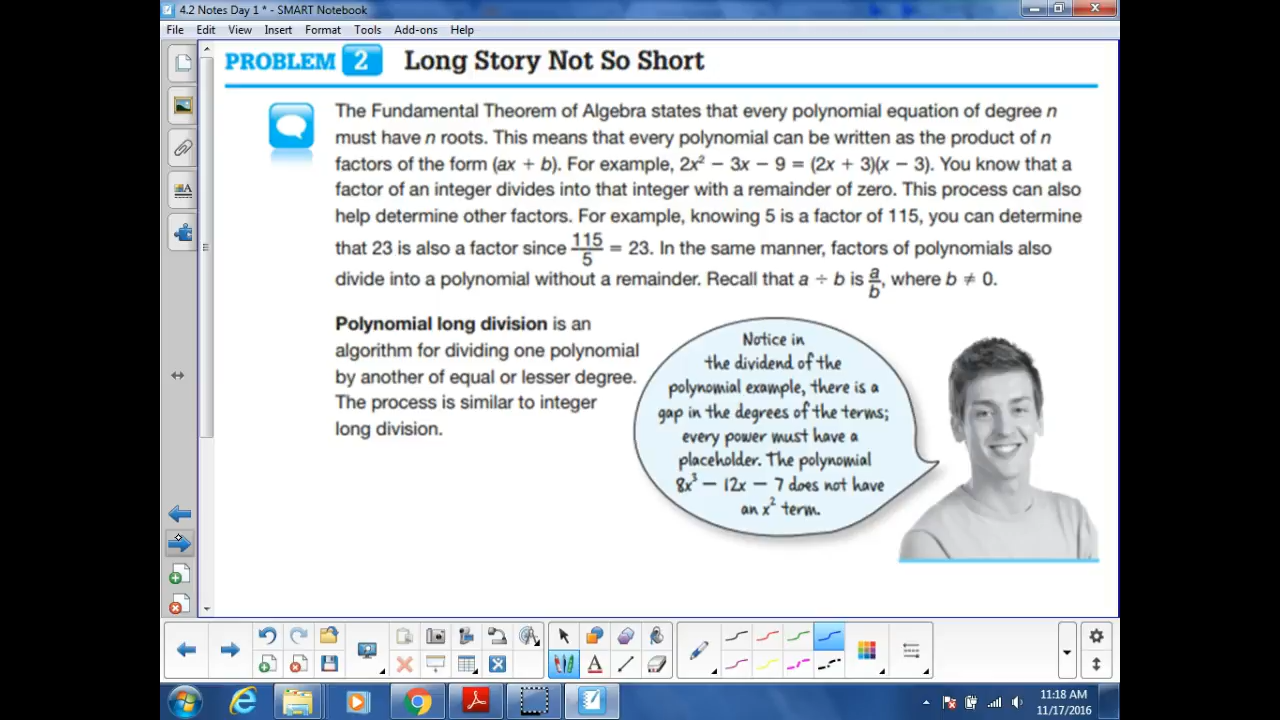 4.2 Notes Day 1 * - SMART Notebook
File Edit View Insert Format Tools Add-ons Help
PROBLEM 2 Long Story Not So Short
The Fundamental Theorem of Algebra states that every polynomial equation of degree n
must have n roots. This means that every polynomial can be written as the product of n
factors of the form (ax + b). For example, 2x² − 3x − 9 = (2x + 3)(x − 3). You know that a
factor of an integer divides into that integer with a remainder of zero. This process can also
help determine other factors. For example, knowing 5 is a factor of 115, you can determine
that 23 is also a factor since 115/5 = 23. In the same manner, factors of polynomials also
divide into a polynomial without a remainder. Recall that a ÷ b is a/b, where b ≠ 0.
Polynomial long division is an
algorithm for dividing one polynomial
by another of equal or lesser degree.
The process is similar to integer
long division.
Notice in
the dividend of the
polynomial example, there is a
gap in the degrees of the terms;
every power must have a
placeholder. The polynomial
8x³ − 12x − 7 does not have
an x² term.
11:18 AM
11/17/2016